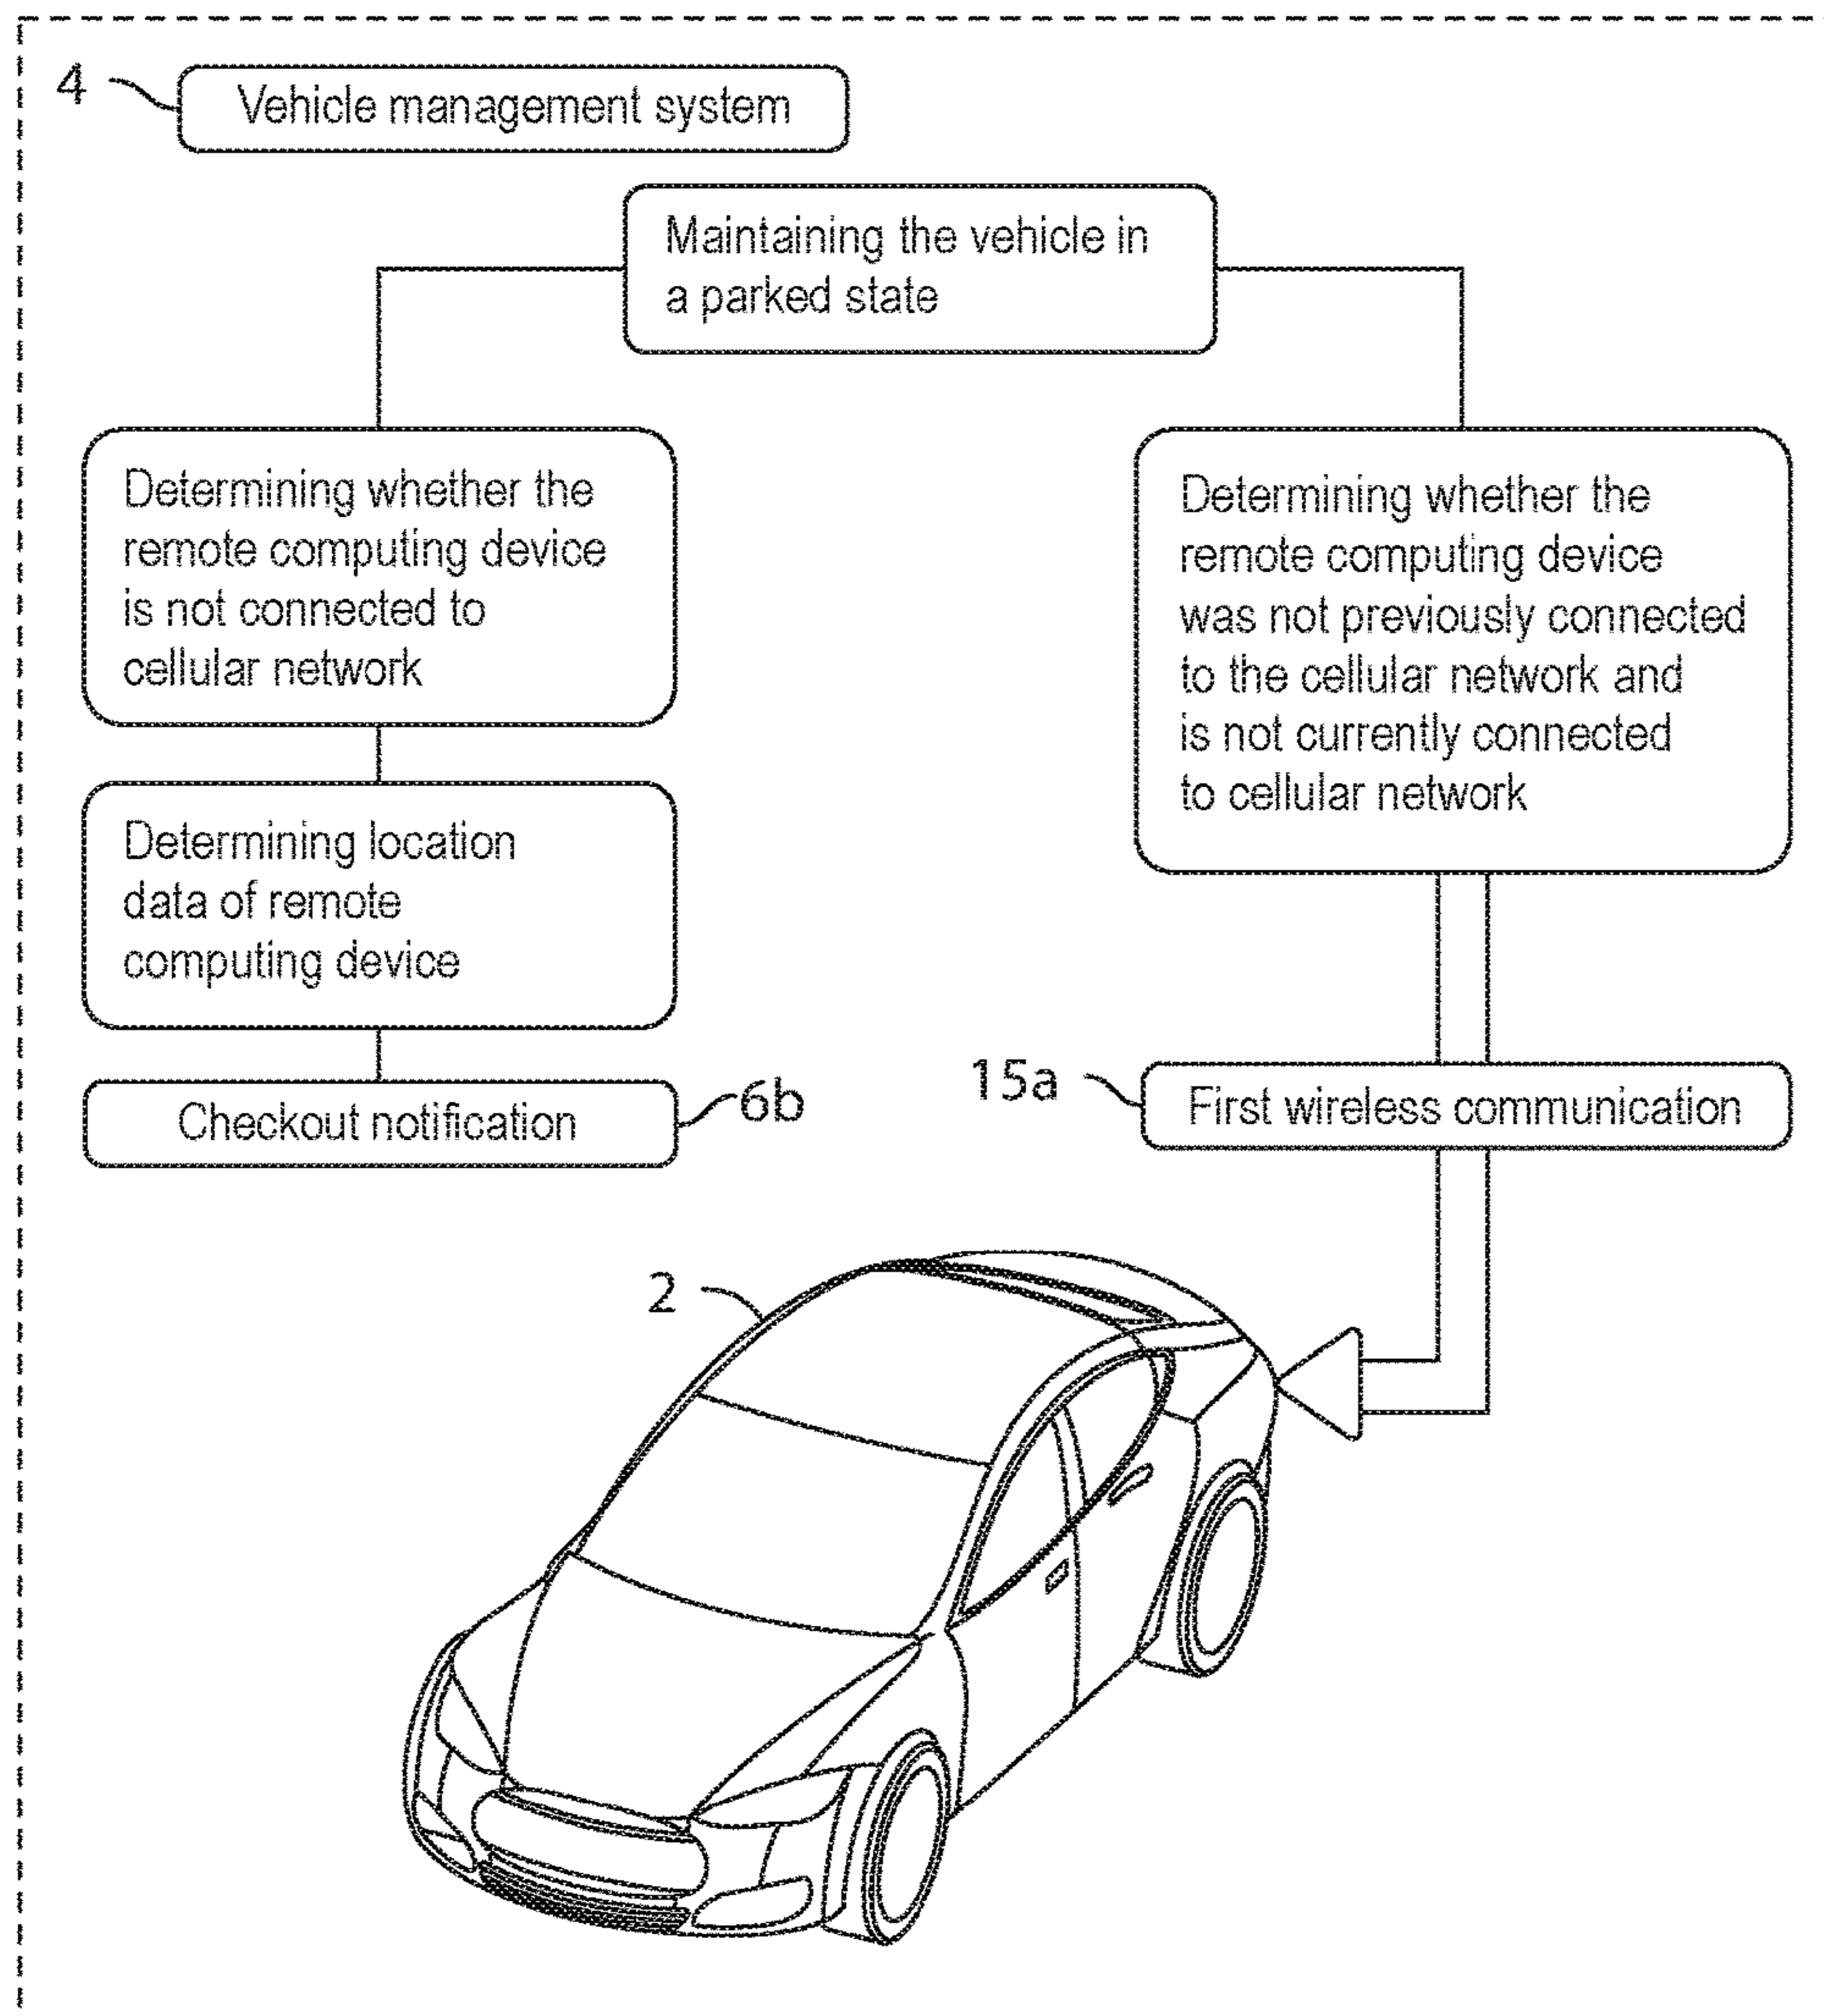 4
Vehicle management system
Maintaining the vehicle in
a parked state
Determining whether the
remote computing device
is not connected to
cellular network
Determining whether the
remote computing device
was not previously connected
to the cellular network and
is not currently connected
to cellular network
Determining location
data of remote
computing device
Checkout notification
6b
15a
First wireless communication
2